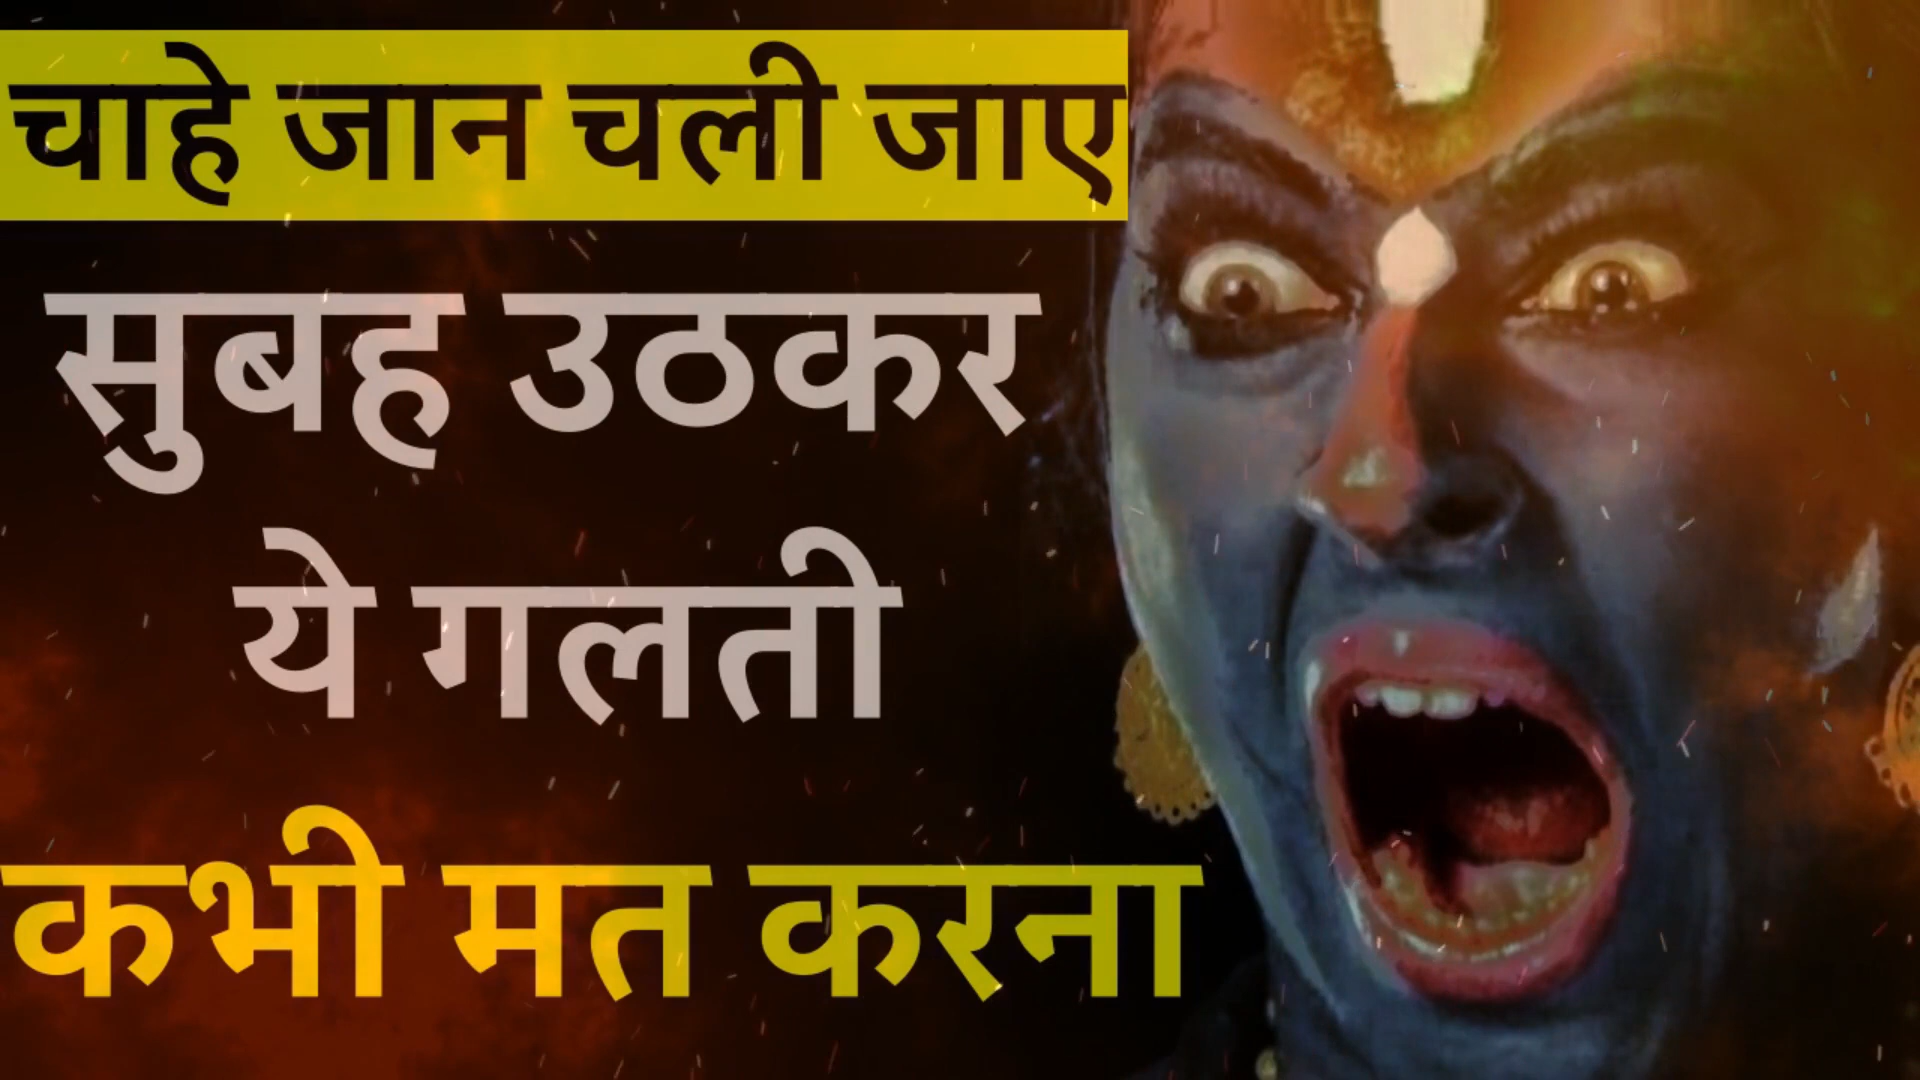 चाहे जान चली जाए
सुबह उठकर
ये गलती
कभी मत करना